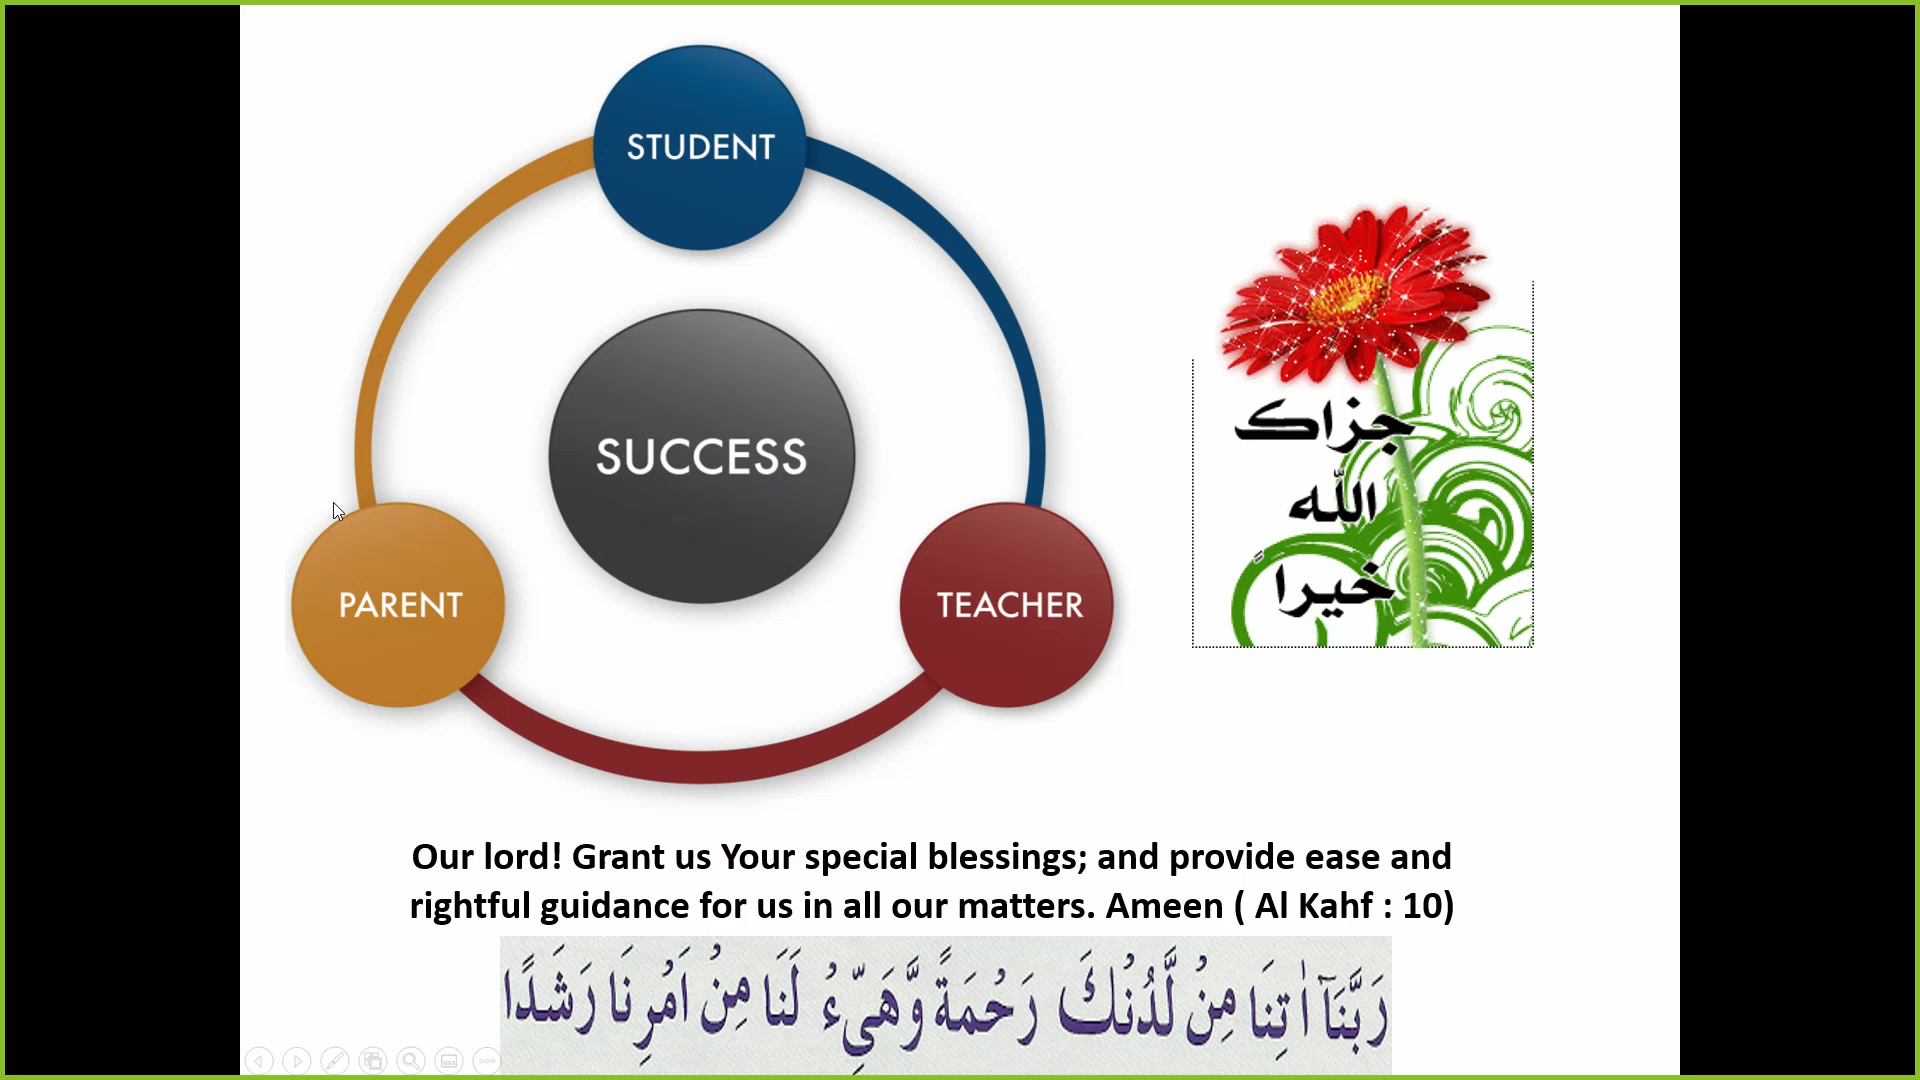 STUDENT
SUCCESS
PARENT
TEACHER
جزاك
الله
خيراً
Our lord! Grant us Your special blessings; and provide ease and
rightful guidance for us in all our matters. Ameen ( Al Kahf : 10)
رَبَّنَآ اٰتِنَا مِنْ لَّدُنْكَ رَحْمَةً وَّهَيِّئْ لَنَا مِنْ اَمْرِنَا رَشَدًا